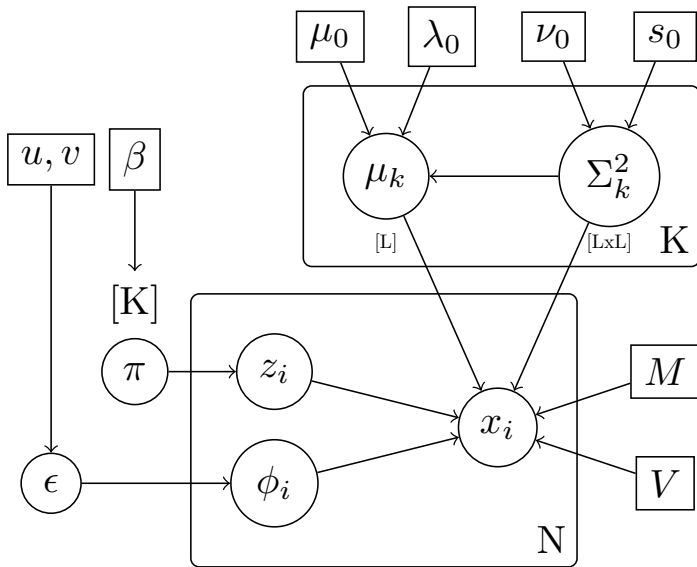 μ₀ λ₀ ν₀ s₀
u, v β μₖ Σ²ₖ
[L] [LxL] K
[K]
π zᵢ xᵢ M
ϵ ϕᵢ V
N